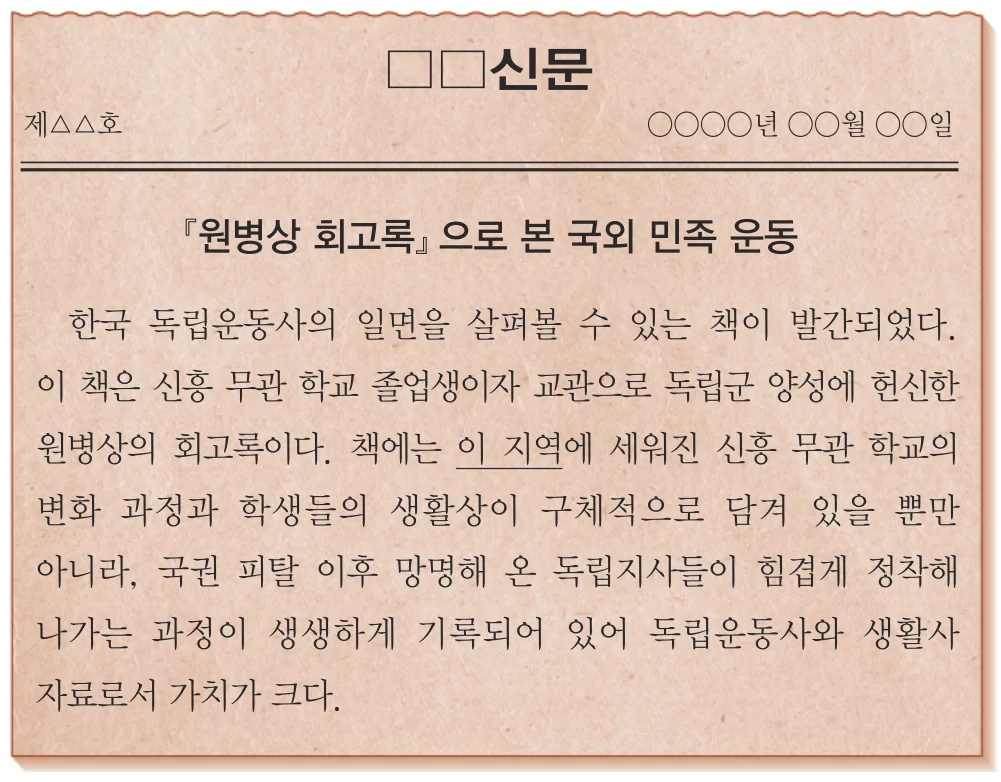 □□신문
제△△호 ○○○○년 ○○월 ○○일
『원병상 회고록』으로 본 국외 민족 운동
한국 독립운동사의 일면을 살펴볼 수 있는 책이 발간되었다.
이 책은 신흥 무관 학교 졸업생이자 교관으로 독립군 양성에 헌신한
원병상의 회고록이다. 책에는 이 지역에 세워진 신흥 무관 학교의
변화 과정과 학생들의 생활상이 구체적으로 담겨 있을 뿐만
아니라, 국권 피탈 이후 망명해 온 독립지사들이 힘겹게 정착해
나가는 과정이 생생하게 기록되어 있어 독립운동사와 생활사
자료로서 가치가 크다.